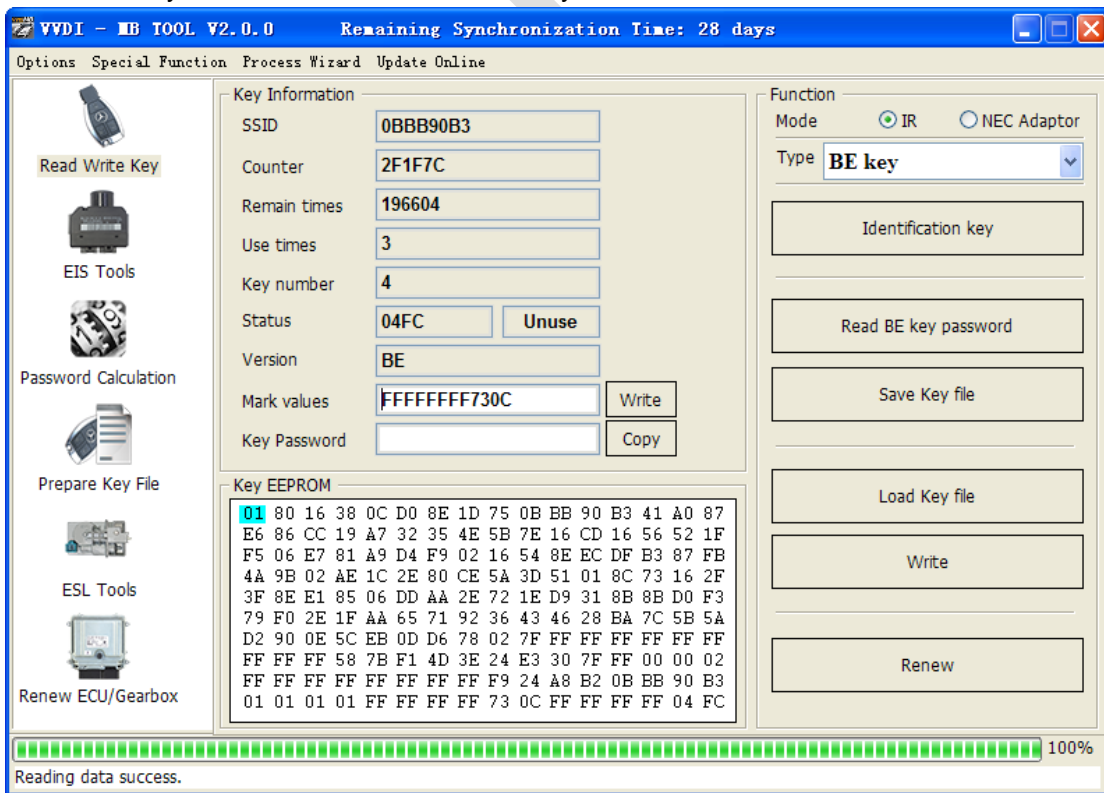 VVDI - MB TOOL V2.0.0 Remaining Synchronization Time: 28 days
Options Special Function Process Wizard Update Online
Read Write Key
EIS Tools
Password Calculation
Prepare Key File
ESL Tools
Renew ECU/Gearbox
Key Information
SSID 0BBB90B3
Counter 2F1F7C
Remain times 196604
Use times 3
Key number 4
Status 04FC Unuse
Version BE
Mark values FFFFFFFF730C Write
Key Password Copy
Key EEPROM
01 80 16 38 0C D0 8E 1D 75 0B BB 90 B3 41 A0 87
E6 86 CC 19 A7 32 35 4E 5B 7E 16 CD 16 56 52 1F
F5 06 E7 81 A9 D4 F9 02 16 54 8E EC DF B3 87 FB
4A 9B 02 AE 1C 2E 80 CE 5A 3D 51 01 8C 73 16 2F
3F 8E E1 85 06 DD AA 2E 72 1E D9 31 8B 8B D0 F3
79 F0 2E 1F AA 65 71 92 36 43 46 28 BA 7C 5B 5A
D2 90 0E 5C EB 0D D6 78 02 7F FF FF FF FF FF FF
FF FF FF 58 7B F1 4D 3E 24 E3 30 7F FF 00 00 02
FF FF FF FF FF FF FF FF F9 24 A8 B2 0B BB 90 B3
01 01 01 01 FF FF FF FF 73 0C FF FF FF FF 04 FC
Function
Mode IR NEC Adaptor
Type BE key
Identification key
Read BE key password
Save Key file
Load Key file
Write
Renew
100%
Reading data success.